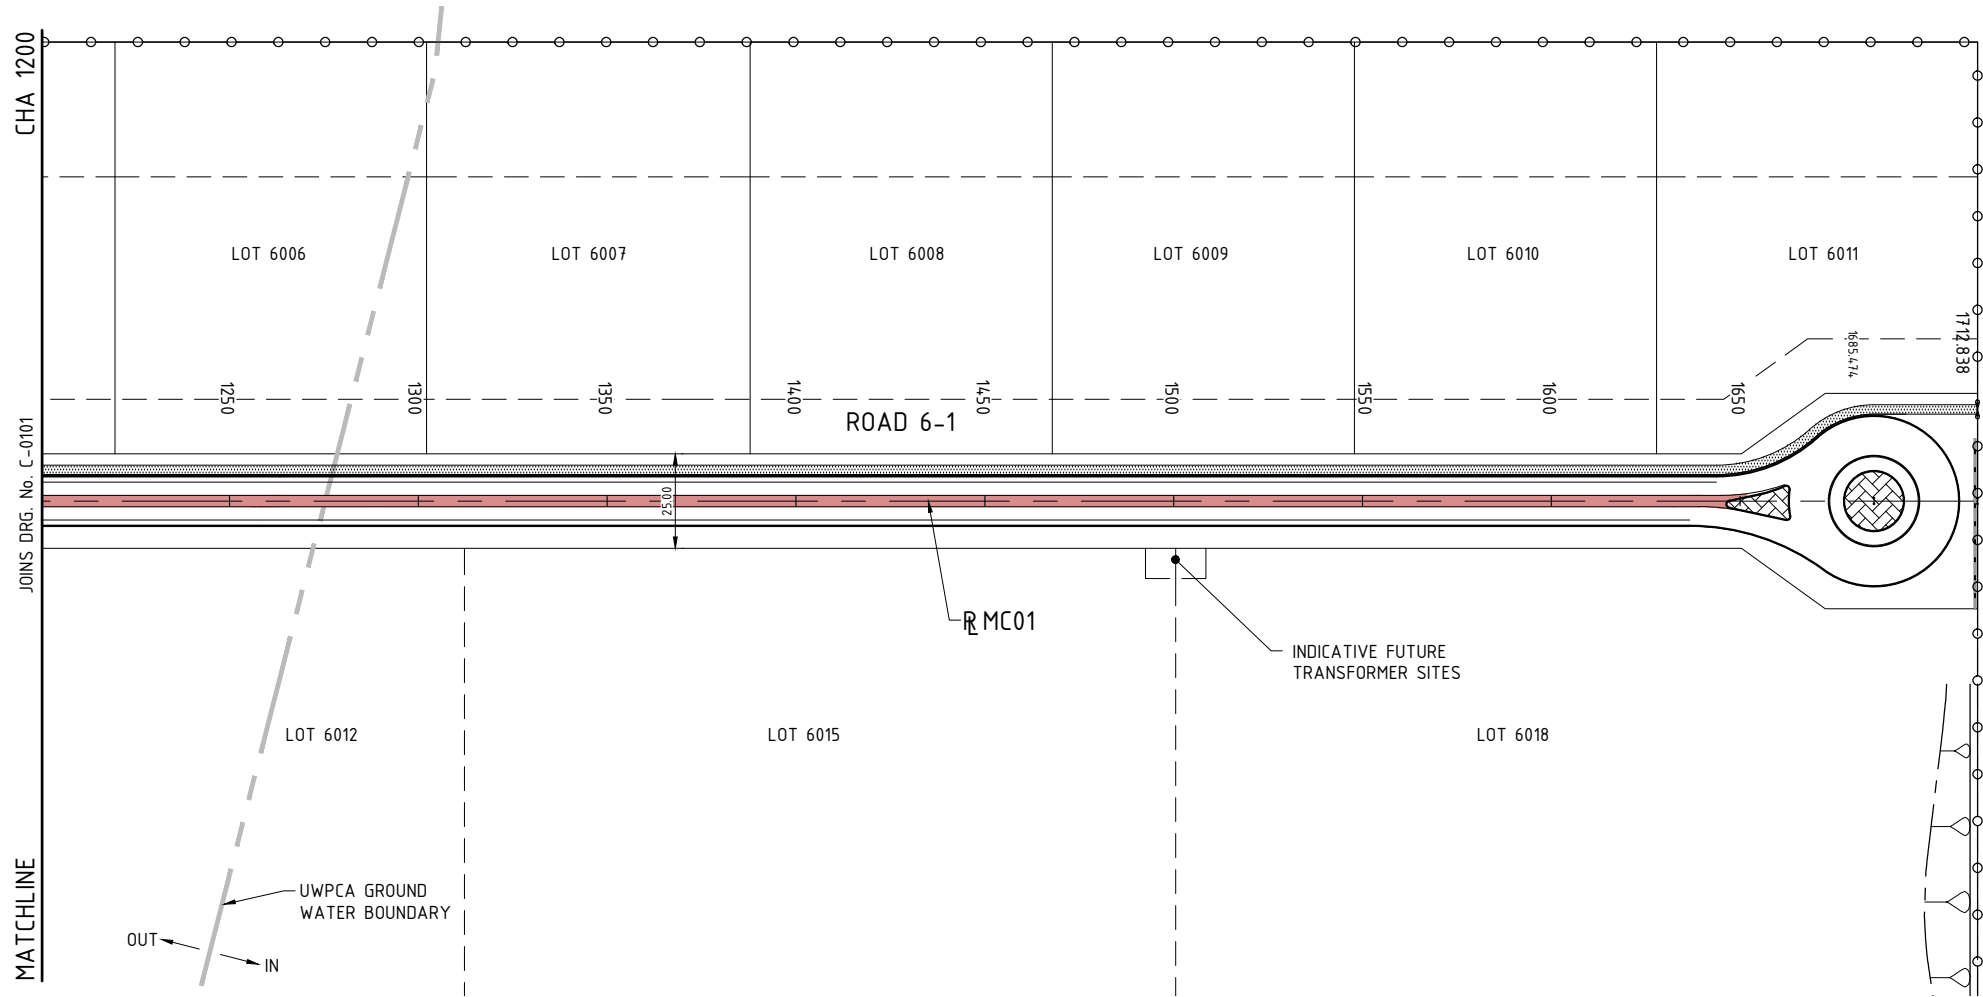 CHA 1200
LOT 6006
LOT 6007
LOT 6008
LOT 6009
LOT 6010
LOT 6011
1250
1300
1350
1400
1450
1500
1550
1600
1650
1685.474
1712.838
ROAD 6-1
JOINS DRG. No. C-0101
25.00
PL MC01
INDICATIVE FUTURE
TRANSFORMER SITES
LOT 6012
LOT 6015
LOT 6018
UWPCA GROUND
WATER BOUNDARY
OUT
IN
MATCHLINE